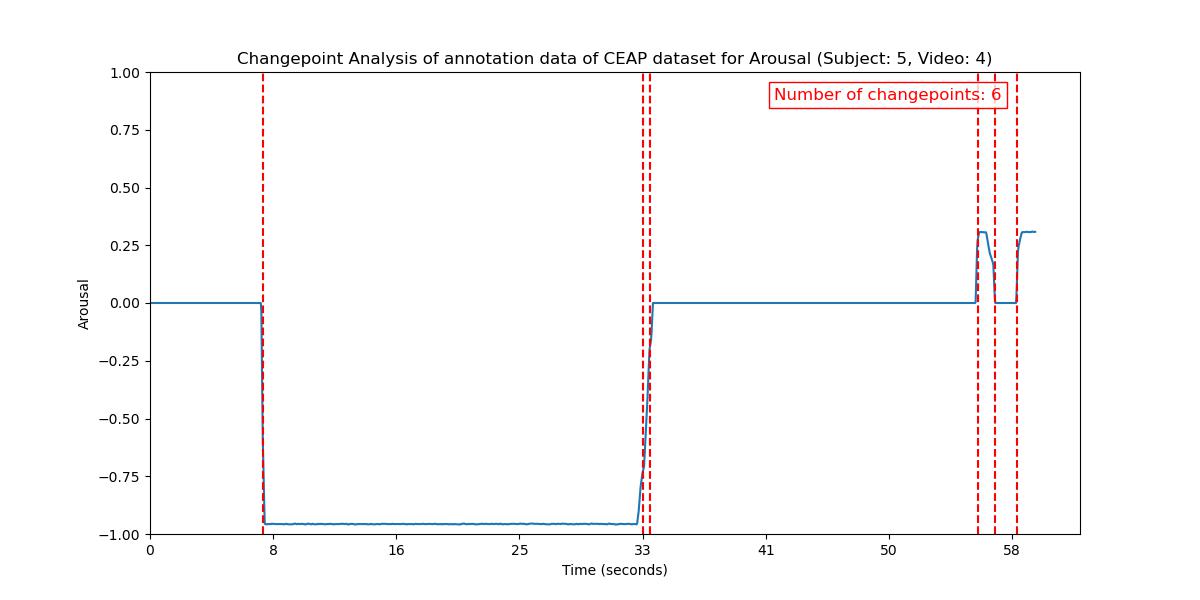 Changepoint Analysis of annotation data of CEAP dataset for Arousal (Subject: 5, Video: 4)
Number of changepoints: 6
1.00
0.75
0.50
0.25
0.00
−0.25
−0.50
−0.75
−1.00
Arousal
0 8 16 25 33 41 50 58
Time (seconds)